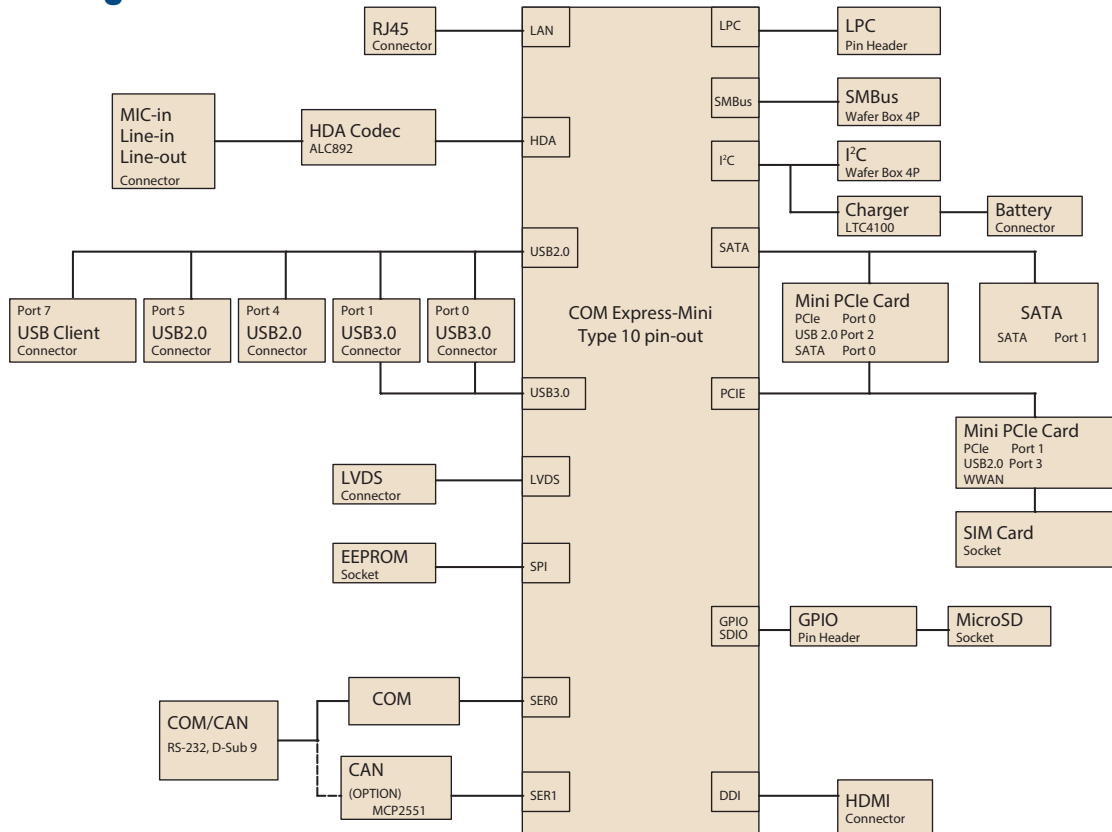 RJ45
Connector
LAN
LPC
LPC
Pin Header
MIC-in
Line-in
Line-out
Connector
HDA Codec
ALC892
HDA
SMBus
SMBus
Wafer Box 4P
I²C
I²C
Wafer Box 4P
Charger
LTC4100
Battery
Connector
USB2.0
SATA
Port 7
USB Client
Connector
Port 5
USB2.0
Connector
Port 4
USB2.0
Connector
Port 1
USB3.0
Connector
Port 0
USB3.0
Connector
COM Express-Mini
Type 10 pin-out
Mini PCIe Card
PCIe Port 0
USB 2.0 Port 2
SATA Port 0
SATA
SATA Port 1
USB3.0
PCIE
Mini PCIe Card
PCIe Port 1
USB2.0 Port 3
WWAN
SIM Card
Socket
LVDS
Connector
LVDS
EEPROM
Socket
SPI
GPIO
SDIO
GPIO
Pin Header
MicroSD
Socket
COM/CAN
RS-232, D-Sub 9
COM
SER0
CAN
(OPTION)
MCP2551
SER1
DDI
HDMI
Connector